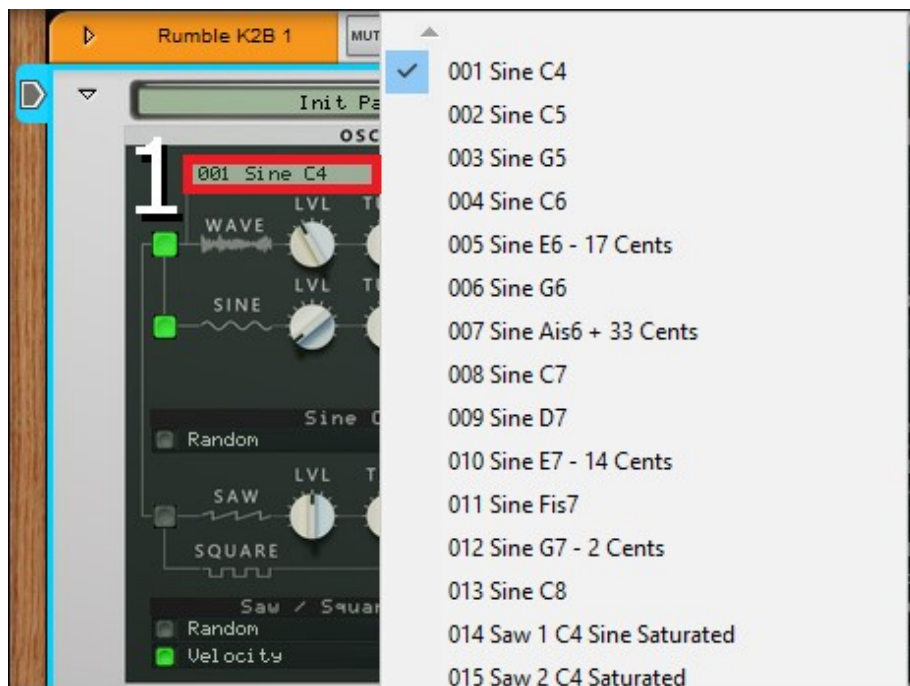 Rumble K2B 1
MUT
Init Pa
OSC
1
001 Sine C4
LVL
TU
WAVE
LVL
TU
SINE
Sine O
Random
LVL
T
SAW
SQUARE
Saw / Squar
Random
Velocity
001 Sine C4
002 Sine C5
003 Sine G5
004 Sine C6
005 Sine E6 - 17 Cents
006 Sine G6
007 Sine Ais6 + 33 Cents
008 Sine C7
009 Sine D7
010 Sine E7 - 14 Cents
011 Sine Fis7
012 Sine G7 - 2 Cents
013 Sine C8
014 Saw 1 C4 Sine Saturated
015 Saw 2 C4 Saturated